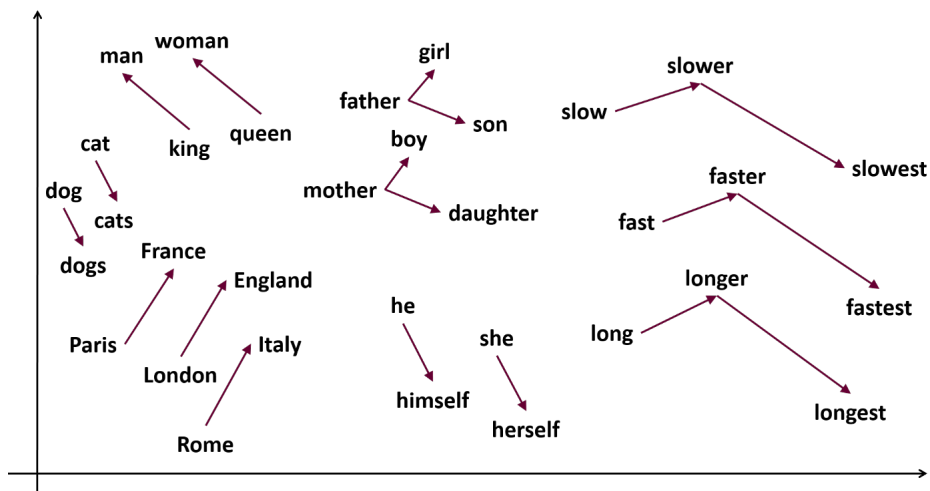 man
woman
king
queen
cat
cats
dog
dogs
France
England
Italy
Paris
London
Rome
girl
father
son
boy
mother
daughter
he
himself
she
herself
slow
slower
slowest
fast
faster
fastest
long
longer
longest